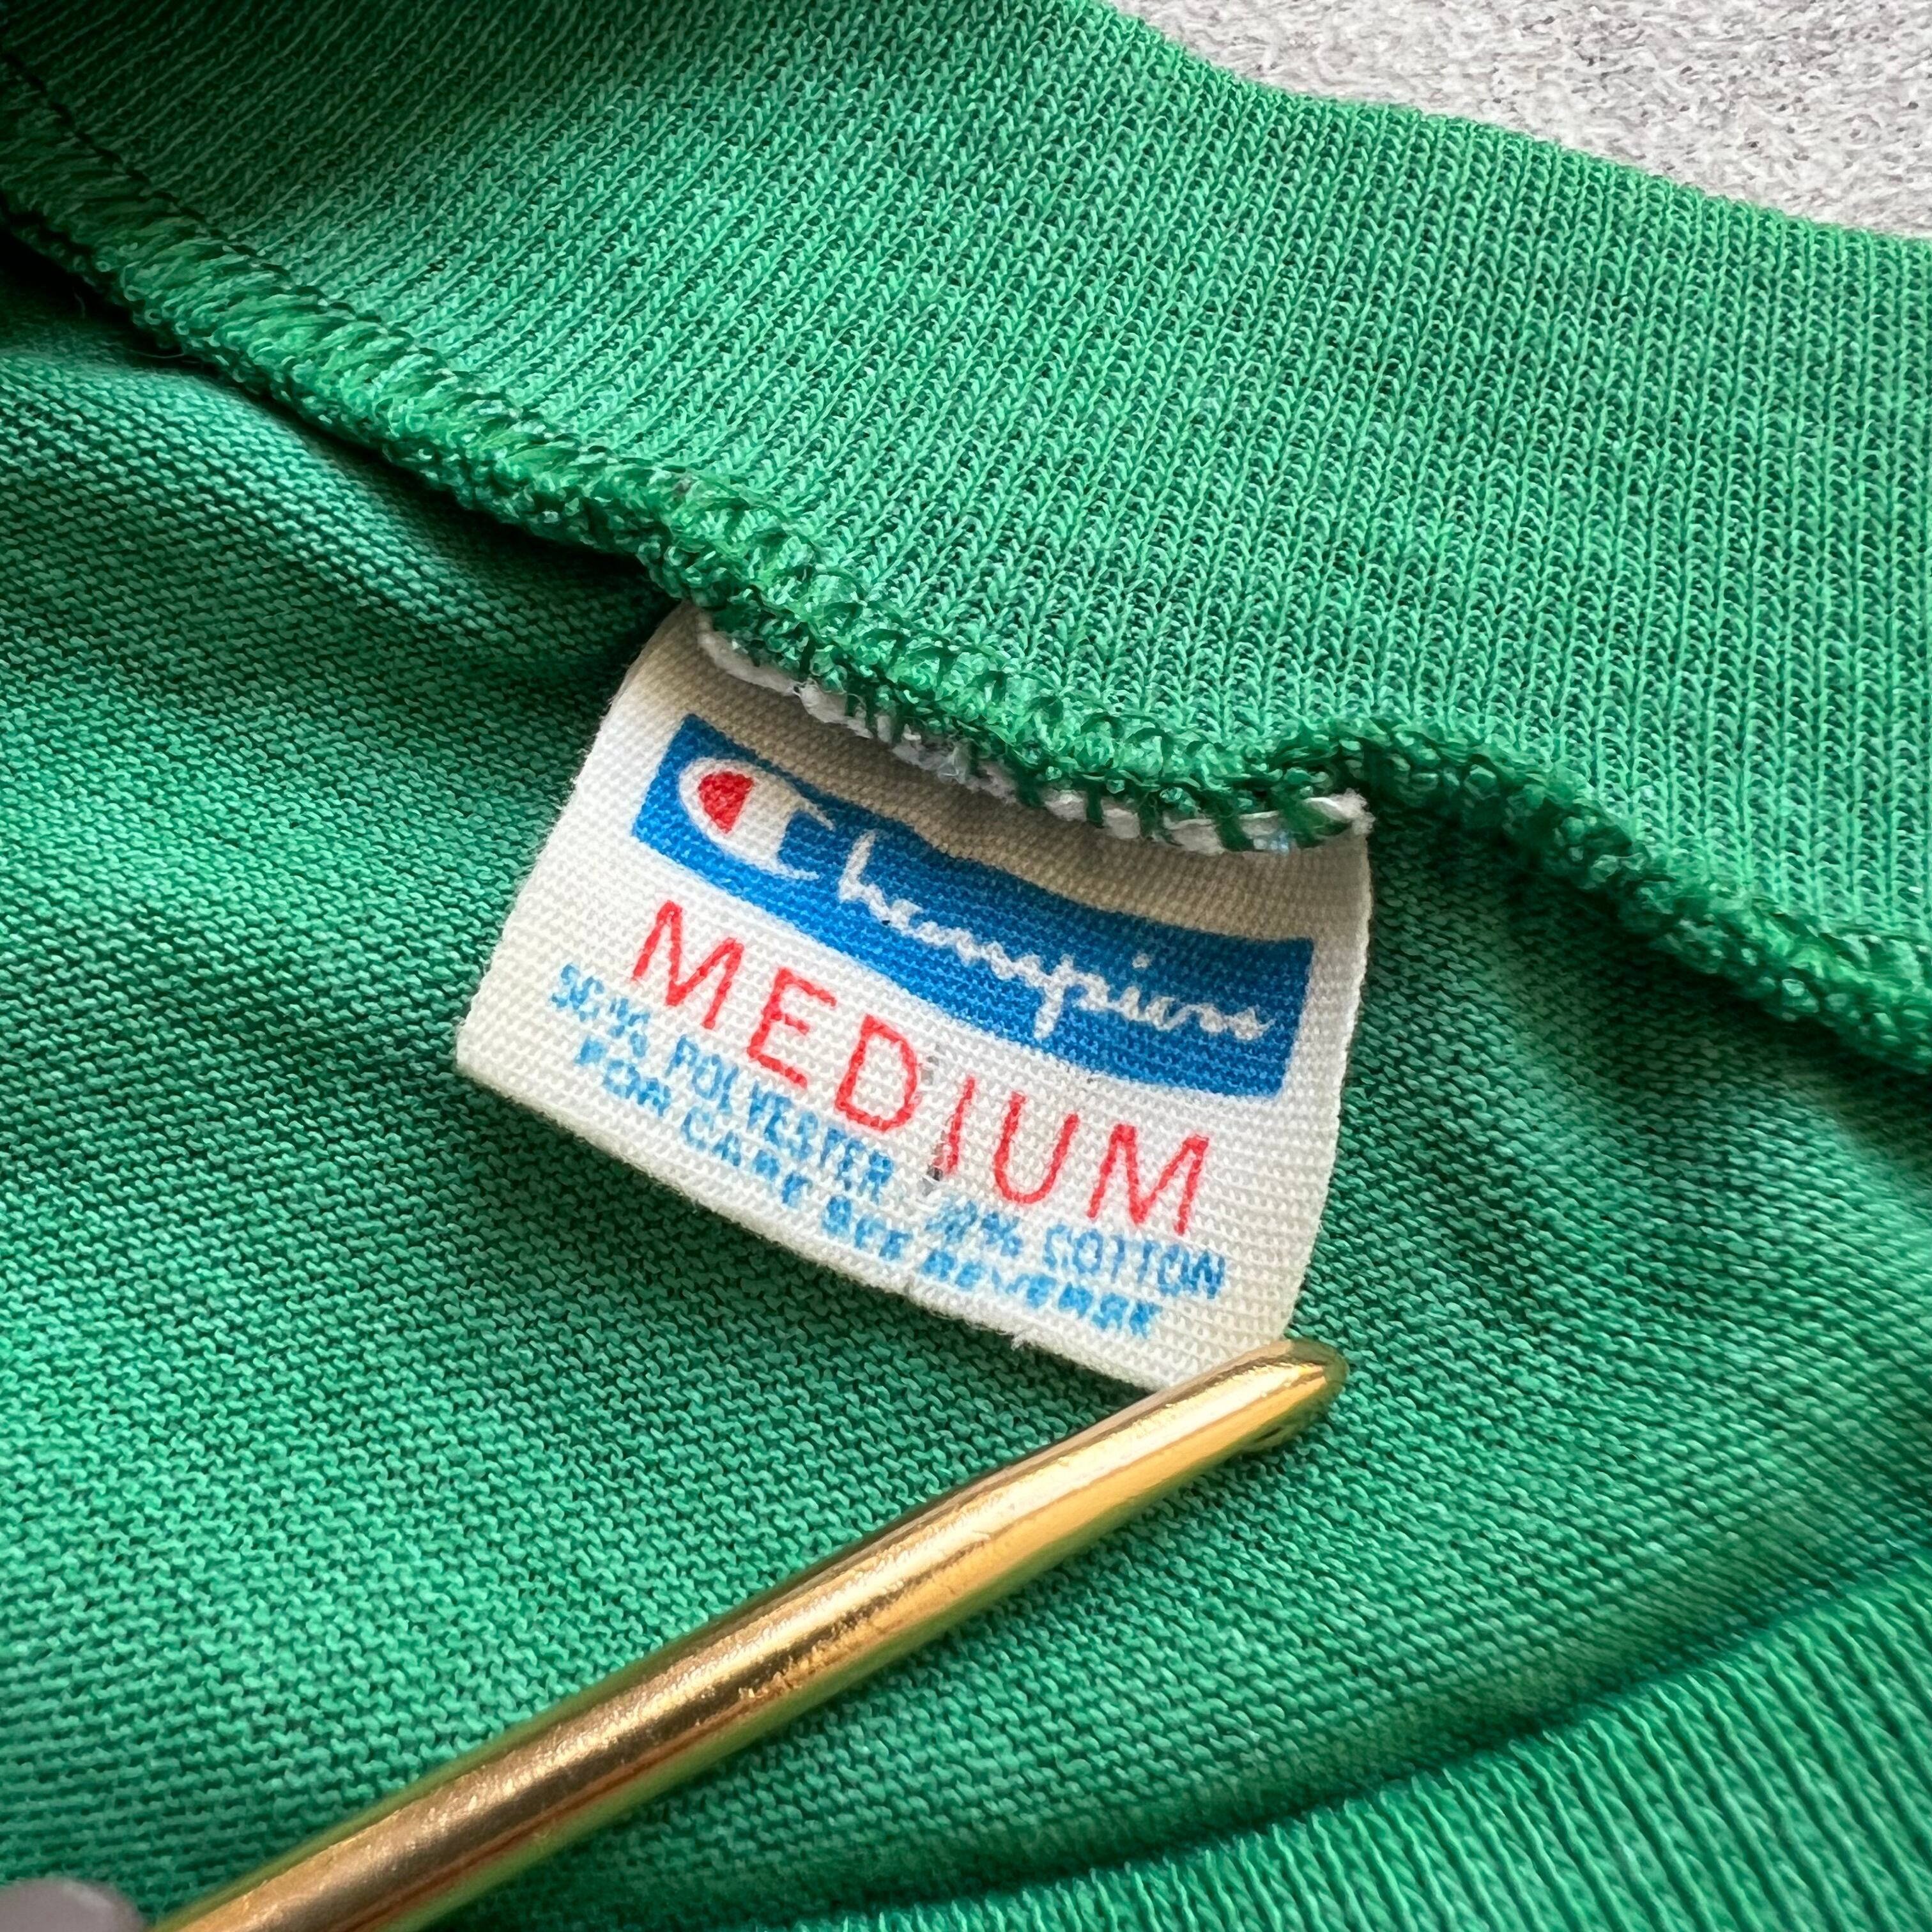 Champion
MEDIUM
50% POLYESTER, 50% COTTON
FOR CARE SEE REVERSE